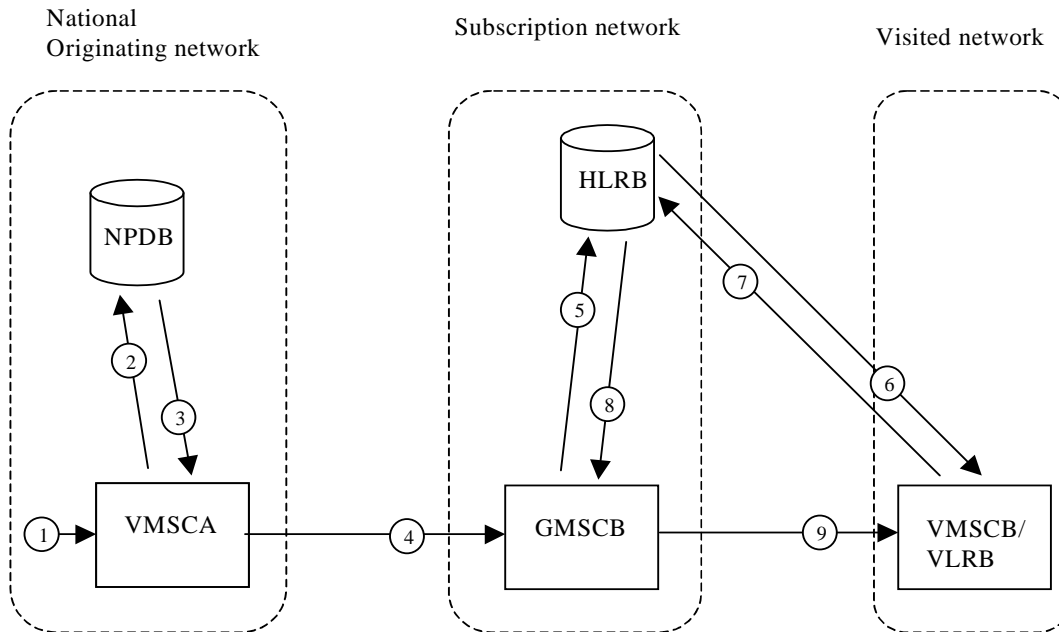 National
Originating network
Subscription network
Visited network
HLRB
NPDB
7
5
2
6
3
8
VMSCA
GMSCB
VMSCB/
VLRB
1
4
9